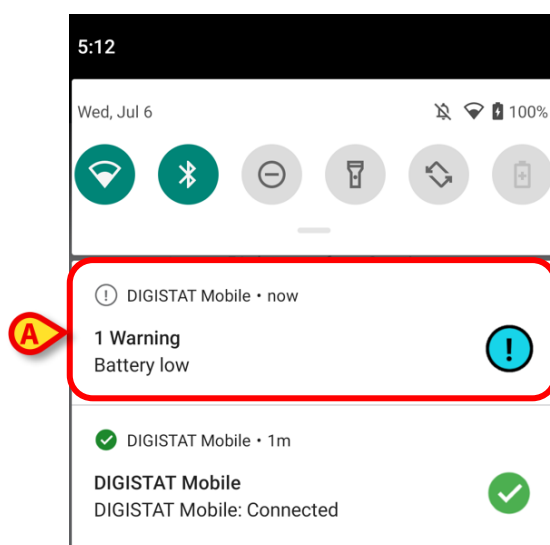 5:12
Wed, Jul 6 100%
DIGISTAT Mobile • now
A
1 Warning
Battery low
!
DIGISTAT Mobile • 1m
DIGISTAT Mobile
DIGISTAT Mobile: Connected